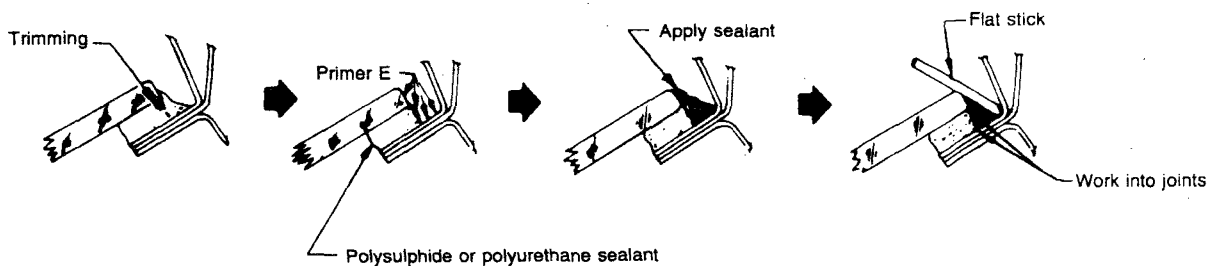 Trimming
Primer E
Polysulphide or polyurethane sealant
Apply sealant
Flat stick
Work into joints